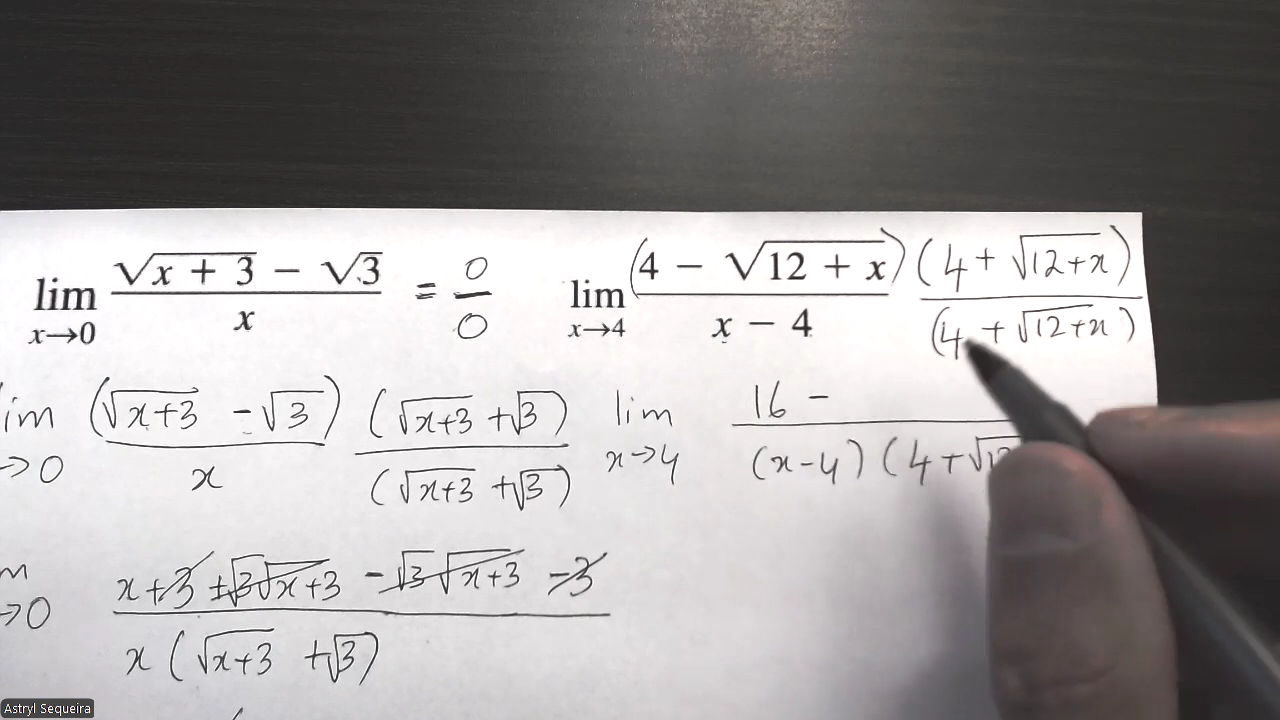 lim x→0 (√(x + 3) − √3)/x = 0/0
lim x→4 (4 − √(12 + x))/(x − 4) (4 + √(12+x))/(4 + √(12+x))
im →0 (√(x+3) − √3)/x (√(x+3) + √3)/(√(x+3) + √3)
lim x→4 (16 −)/((x−4)(4+√12
m →0 (x+3 + √3√(x+3) − √3√(x+3) − 3)/(x(√(x+3) + √3))
Astryl Sequeira